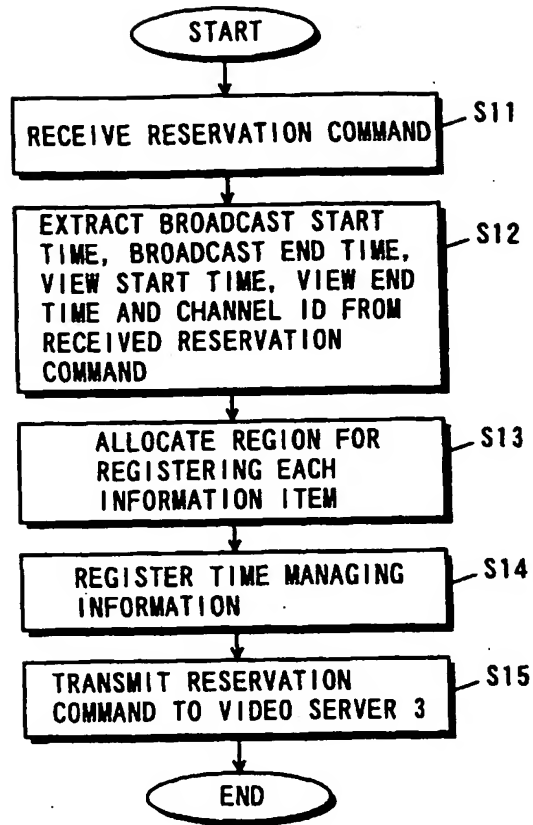 START
S11
RECEIVE RESERVATION COMMAND
S12
EXTRACT BROADCAST START
TIME, BROADCAST END TIME,
VIEW START TIME, VIEW END
TIME AND CHANNEL ID FROM
RECEIVED RESERVATION
COMMAND
S13
ALLOCATE REGION FOR
REGISTERING EACH
INFORMATION ITEM
S14
REGISTER TIME MANAGING
INFORMATION
S15
TRANSMIT RESERVATION
COMMAND TO VIDEO SERVER 3
END